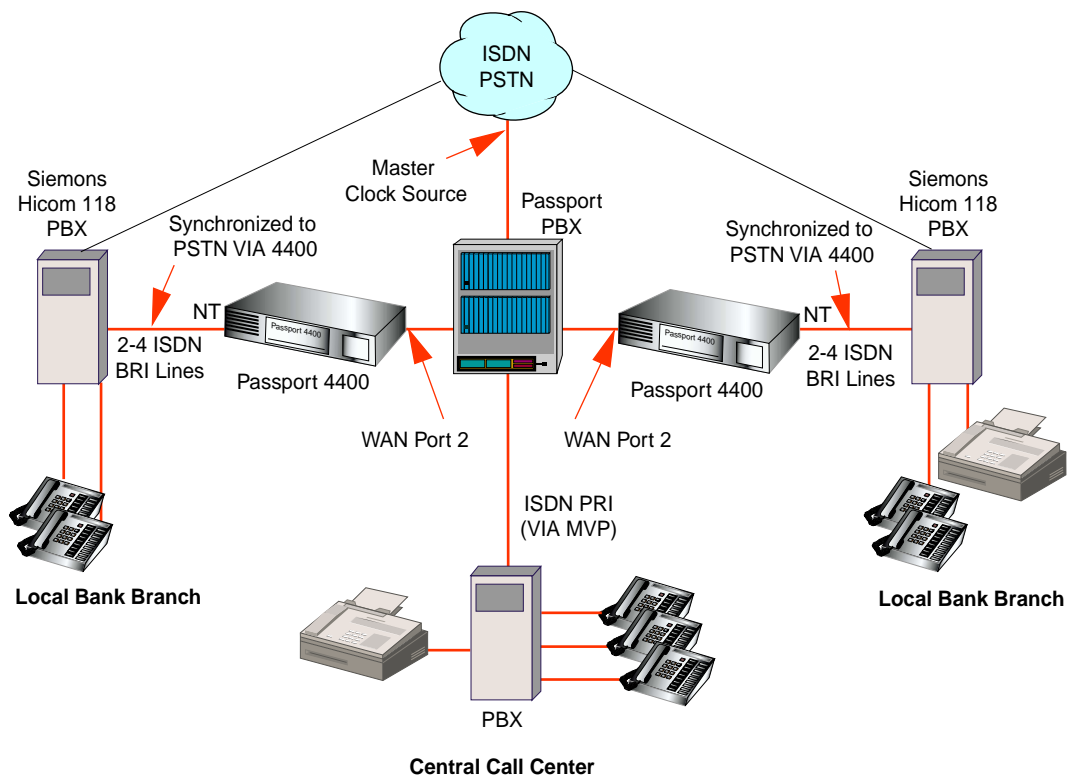 ISDN
PSTN
Master
Clock Source
Siemons
Hicom 118
PBX
Synchronized to
PSTN VIA 4400
Passport
PBX
Synchronized to
PSTN VIA 4400
Siemons
Hicom 118
PBX
NT
Passport 4400
Passport 4400
NT
2-4 ISDN
BRI Lines
Passport 4400
Passport 4400
2-4 ISDN
BRI Lines
WAN Port 2
WAN Port 2
ISDN PRI
(VIA MVP)
Local Bank Branch
Local Bank Branch
PBX
Central Call Center